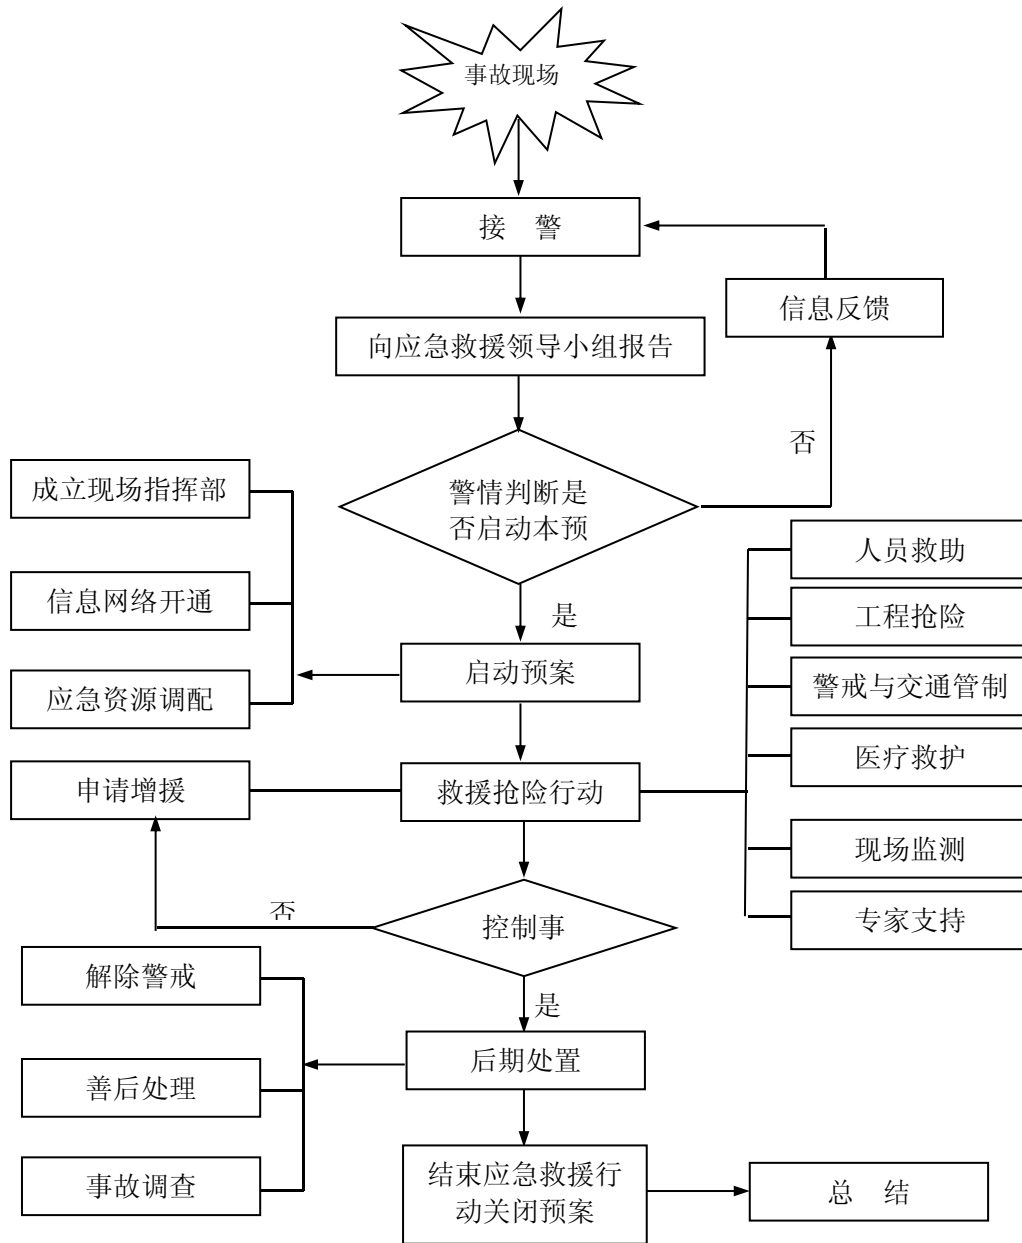 事故现场
接 警
信息反馈
向应急救援领导小组报告
否
警情判断是
否启动本预
成立现场指挥部
信息网络开通
应急资源调配
是
启动预案
人员救助
工程抢险
警戒与交通管制
医疗救护
现场监测
专家支持
申请增援
救援抢险行动
否
控制事
是
解除警戒
善后处理
事故调查
后期处置
结束应急救援行
动关闭预案
总 结